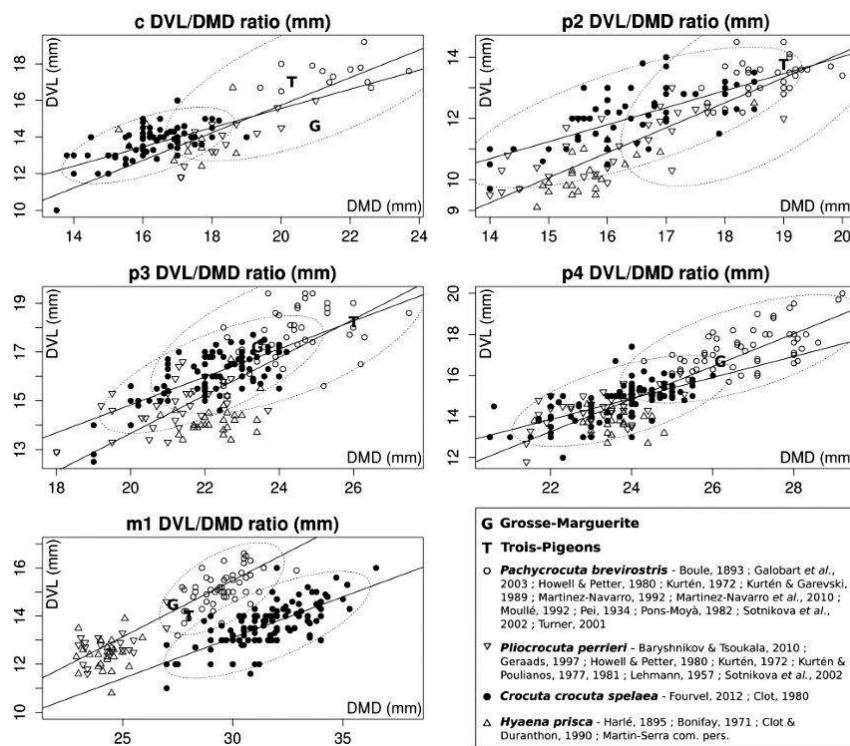 c DVL/DMD ratio (mm)
DVL (mm)
18
16
14
12
10
T
G
DMD (mm)
14 16 18 20 22 24
p2 DVL/DMD ratio (mm)
DVL (mm)
14
13
12
11
10
9
T
DMD (mm)
14 15 16 17 18 19 20
p3 DVL/DMD ratio (mm)
DVL (mm)
19
17
15
13
T
G
DMD (mm)
18 20 22 24 26
p4 DVL/DMD ratio (mm)
DVL (mm)
20
18
16
14
12
G
DMD (mm)
22 24 26 28
m1 DVL/DMD ratio (mm)
DVL (mm)
16
14
12
10
G
T
DMD (mm)
25 30 35
G Grosse-Marguerite
T Trois-Pigeons
Pachycrocuta brevirostris - Boule, 1893 ; Galobart et al.,
2003 ; Howell & Petter, 1980 ; Kurtén, 1972 ; Kurtén & Garevski,
1989 ; Martinez-Navarro, 1992 ; Martinez-Navarro et al., 2010 ;
Moullé, 1992 ; Pei, 1934 ; Pons-Moyà, 1982 ; Sotnikova et al.,
2002 ; Turner, 2001
Pliocrocuta perrieri - Baryshnikov & Tsoukala, 2010 ;
Geraads, 1997 ; Howell & Petter, 1980 ; Kurtén, 1972 ; Kurtén &
Poulianos, 1977, 1981 ; Lehmann, 1957 ; Sotnikova et al., 2002
Crocuta crocuta spelaea - Fourvel, 2012 ; Clot, 1980
Hyaena prisca - Harlé, 1895 ; Bonifay, 1971 ; Clot &
Duranthon, 1990 ; Martin-Serra com. pers.